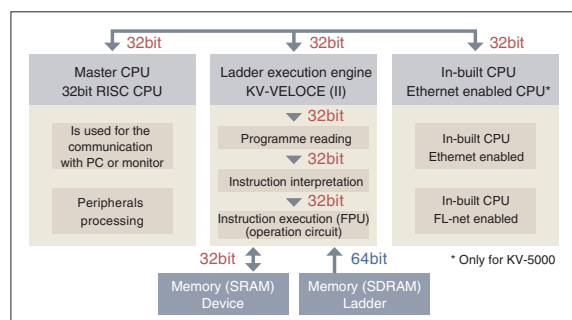 32bit
32bit
32bit
Master CPU
32bit RISC CPU
Is used for the
communication
with PC or monitor
Peripherals
processing
Ladder execution engine
KV-VELOCE (II)
32bit
Programme reading
32bit
Instruction interpretation
32bit
Instruction execution (FPU)
(operation circuit)
In-built CPU
Ethernet enabled CPU*
In-built CPU
Ethernet enabled
In-built CPU
FL-net enabled
32bit
64bit
* Only for KV-5000
Memory (SRAM)
Device
Memory (SDRAM)
Ladder